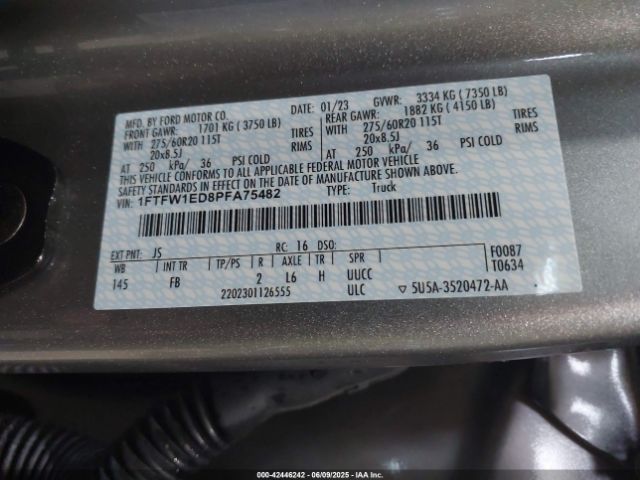 MFD. BY FORD MOTOR CO.
DATE: 01/23 GVWR: 3334 KG ( 7350 LB)
FRONT GAWR: 1701 KG ( 3750 LB) REAR GAWR: 1882 KG ( 4150 LB)
WITH 275/60R20 115T TIRES WITH 275/60R20 115T TIRES
20x8.5J RIMS 20x8.5J RIMS
AT 250 kPa/ 36 PSI COLD AT 250 kPa/ 36 PSI COLD
THIS VEHICLE CONFORMS TO ALL APPLICABLE FEDERAL MOTOR VEHICLE
SAFETY STANDARDS IN EFFECT ON THE DATE OF MANUFACTURE SHOWN ABOVE.
VIN: 1FTFW1ED8PFA75482 TYPE: Truck
EXT PNT: JS RC: 16 DSO: F0087
WB INT TR TP/PS R AXLE TR SPR T0634
145 FB 2 L6 H UUCC
2202301126555 ULC ▽ 5U5A-3520472-AA
000-42446242 - 06/09/2025 - IAA Inc.